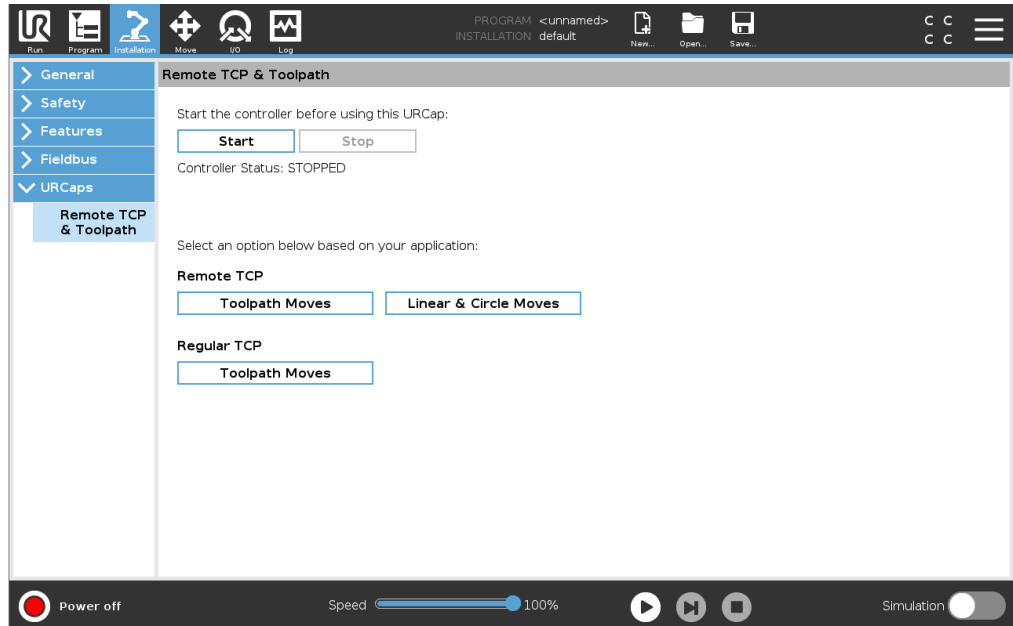 UR
Run Program Installation Move I/O Log
PROGRAM <unnamed>
INSTALLATION default
New... Open... Save...
C C
C C
General
Safety
Features
Fieldbus
URCaps
Remote TCP
& Toolpath
Remote TCP & Toolpath
Start the controller before using this URCap:
Start Stop
Controller Status: STOPPED
Select an option below based on your application:
Remote TCP
Toolpath Moves Linear & Circle Moves
Regular TCP
Toolpath Moves
Power off Speed 100% Simulation